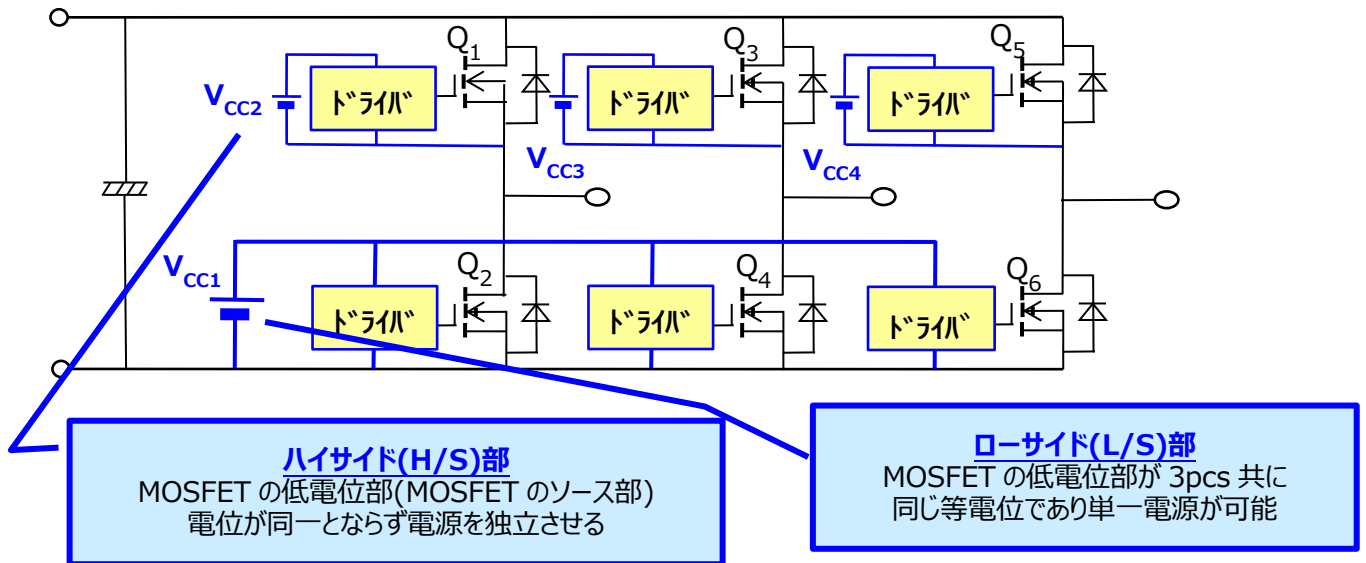 Q1
Q3
Q5
ドライバ
ドライバ
ドライバ
VCC2
VCC3
VCC4
VCC1
Q2
Q4
Q6
ドライバ
ドライバ
ドライバ
ハイサイド(H/S)部
MOSFET の低電位部(MOSFET のソース部)
電位が同一とならず電源を独立させる
ローサイド(L/S)部
MOSFET の低電位部が 3pcs 共に
同じ等電位であり単一電源が可能